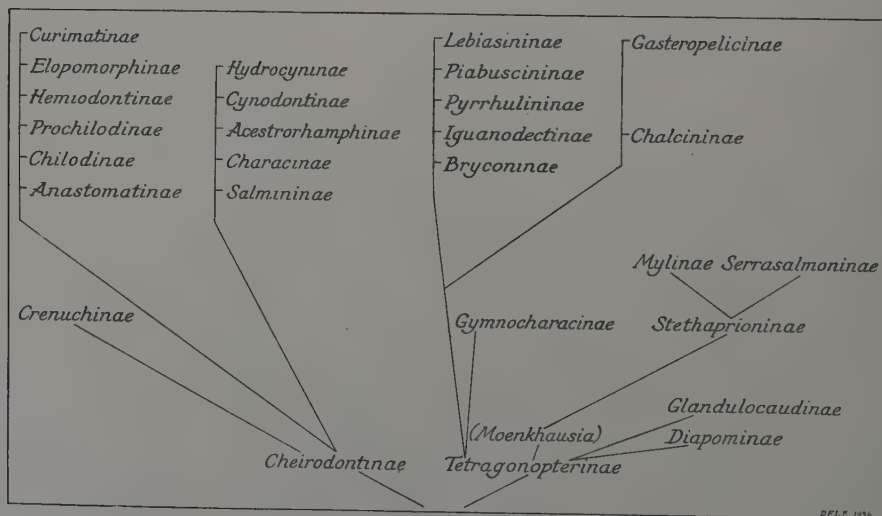 Curimatinae
Elopomorphinae
Hemiodontinae
Prochilodinae
Chilodinae
Anastomatinae
Hydrocyninae
Cynodontinae
Acestrorhamphinae
Characinae
Salmininae
Lebiasininae
Piabuscininae
Pyrrhulininae
Iguanodectinae
Bryconinae
Gasteropelicinae
Chalcininae
Mylinae Serrasalmoninae
Crenuchinae
Gymnocharacinae
Stethaprioninae
Glandulocaudinae
(Moenkhausia)
Diapominae
Cheirodontinae
Tetragonopterinae